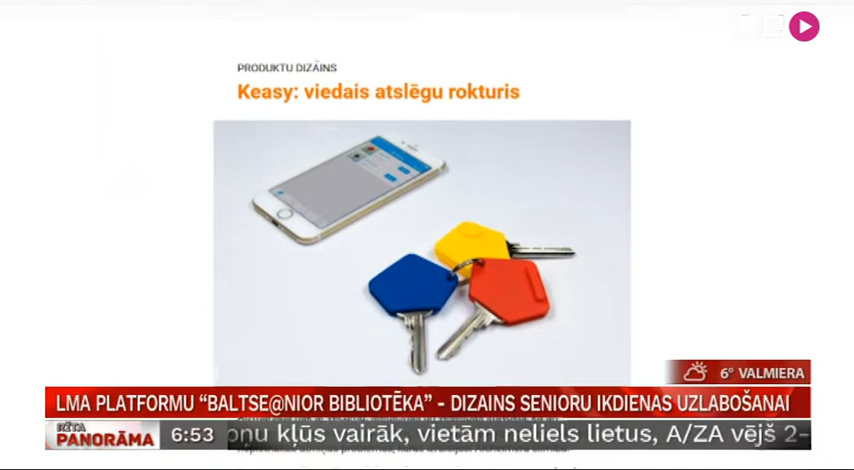 PRODUKTU DIZAINS
Keasy: viedais atslēgu rokturis
6° VALMIERA
LMA PLATFORMU “BALTSE@NIOR BIBLIOTĒKA” - DIZAINS SENIORU IKDIENAS UZLABOŠANAI
RĪTA
PANORĀMA
6:53
oņu kļūs vairāk, vietām neliels lietus, A/ZA vējš 2-